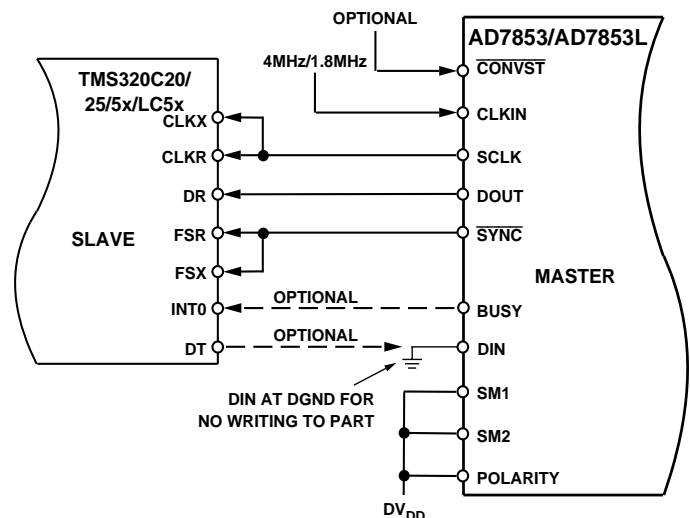 OPTIONAL
AD7853/AD7853L
4MHz/1.8MHz
CONVST
TMS320C20/
25/5x/LC5x
CLKX
CLKIN
CLKR
SCLK
DR
DOUT
SLAVE
FSR
SYNC
FSX
MASTER
INT0
OPTIONAL
BUSY
DT
OPTIONAL
DIN
DIN AT DGND FOR
NO WRITING TO PART
SM1
SM2
POLARITY
DVDD